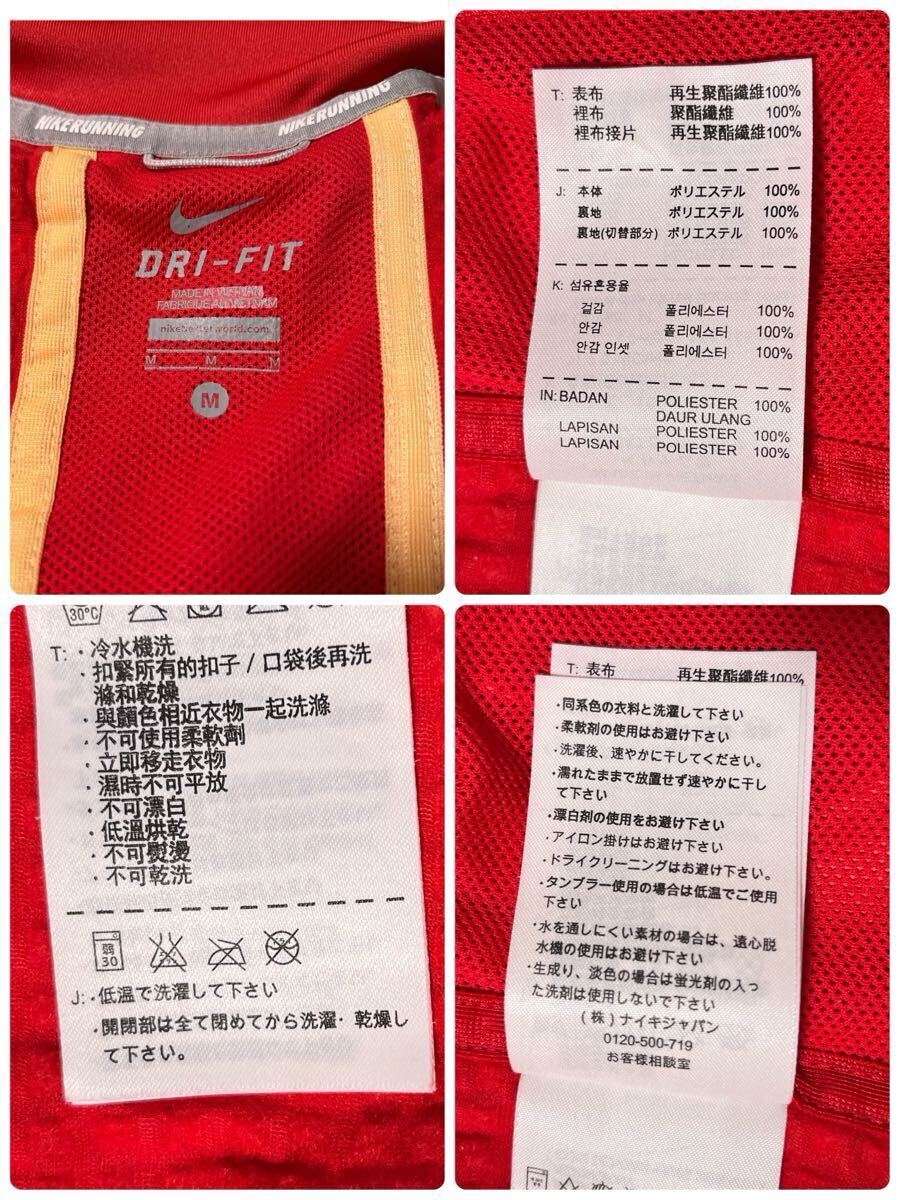 NIKERUNNING
NIKERUNNING
DRI-FIT
MADE IN VIETNAM
FABRIQUE AU VIETNAM
nikebetterworld.com
M M M
M
T: 表布 再生聚酯纖維100%
裡布 聚酯纖維 100%
裡布接片 再生聚酯纖維100%
J: 本体 ポリエステル 100%
裏地 ポリエステル 100%
裏地(切替部分) ポリエステル 100%
K: 섬유혼용율
겉감 폴리에스터 100%
안감 폴리에스터 100%
안감 인셋 폴리에스터 100%
IN: BADAN POLIESTER 100%
DAUR ULANG
LAPISAN POLIESTER 100%
LAPISAN POLIESTER 100%
30°C
T: ・冷水機洗
・扣緊所有的扣子 / 口袋後再洗
滌和乾燥
・與顏色相近衣物一起洗滌
・不可使用柔軟劑
・立即移走衣物
・濕時不可平放
・不可漂白
・低溫烘乾
・不可熨燙
・不可乾洗
弱
30
J: ・低温で洗濯して下さい
・開閉部は全て閉めてから洗濯・乾燥し
て下さい。
T: 表布 再生聚酯纖維100%
・同系色の衣料と洗濯して下さい
・柔軟剤の使用はお避け下さい
・洗濯後、速やかに干してください。
・濡れたままで放置せず速やかに干し
て下さい
・漂白剤の使用をお避け下さい
・アイロン掛けはお避け下さい
・ドライクリーニングはお避け下さい。
・タンブラー使用の場合は低温でご使用
下さい
・水を通しにくい素材の場合は、遠心脱
水機の使用はお避け下さい
・生成り、淡色の場合は蛍光剤の入っ
た洗剤は使用しないで下さい
(株)ナイキジャパン
0120-500-719
お客様相談室